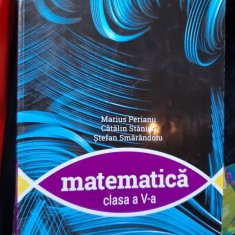 Marius Perianu
Cătălin Stănică
Ștefan Smărăndoiu
matematică
clasa a V-a